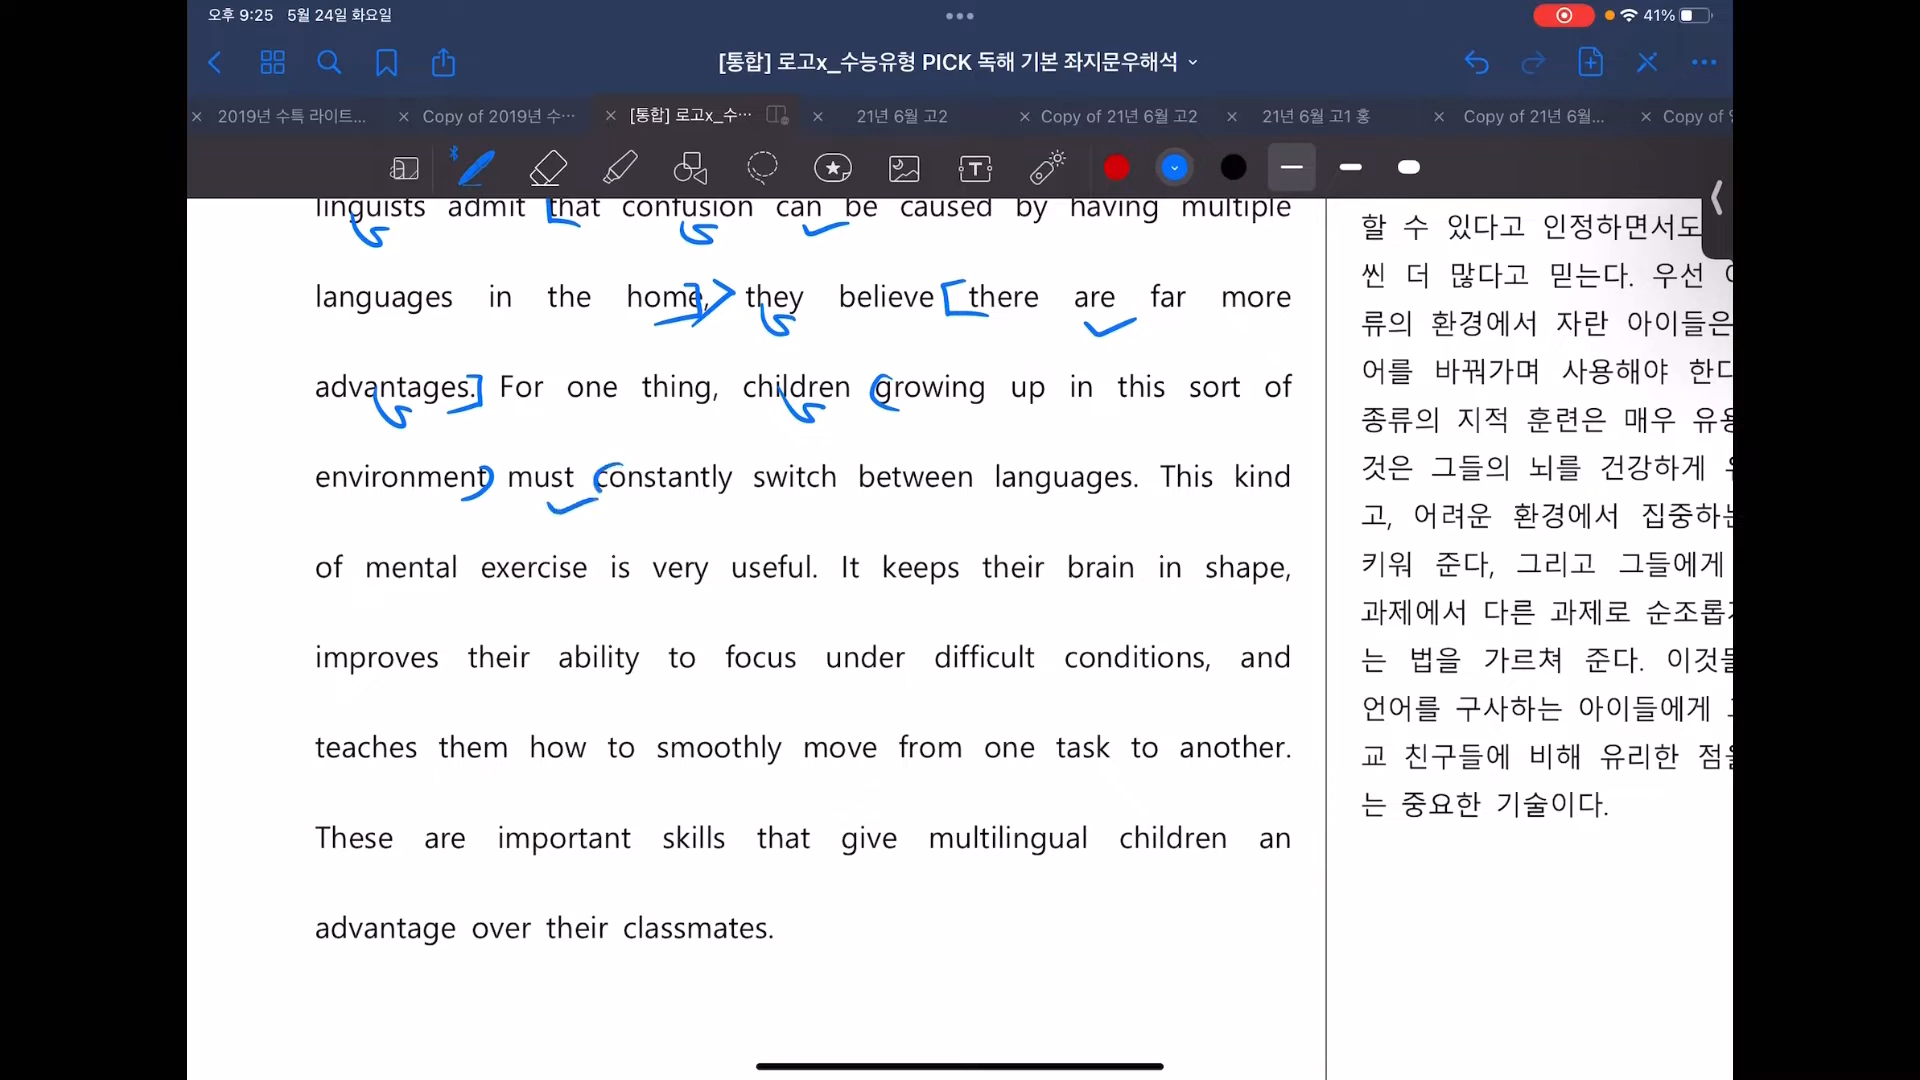 오후 9:25 5월 24일 화요일
41%
[통합] 로고x_수능유형 PICK 독해 기본 좌지문우해석
2019년 수특 라이트...
Copy of 2019년 수...
[통합] 로고x_수...
21년 6월 고2
Copy of 21년 6월 고2
21년 6월 고1 홍
Copy of 21년 6월...
Copy of
linguists admit that confusion can be caused by having multiple
languages in the home, they believe there are far more
advantages. For one thing, children growing up in this sort of
environment must constantly switch between languages. This kind
of mental exercise is very useful. It keeps their brain in shape,
improves their ability to focus under difficult conditions, and
teaches them how to smoothly move from one task to another.
These are important skills that give multilingual children an
advantage over their classmates.
할 수 있다고 인정하면서도
씬 더 많다고 믿는다. 우선
류의 환경에서 자란 아이들은
어를 바꿔가며 사용해야 한다
종류의 지적 훈련은 매우
것은 그들의 뇌를 건강하게
고, 어려운 환경에서 집중하는
키워 준다, 그리고 그들에게
과제에서 다른 과제로
는 법을 가르쳐 준다.
언어를 구사하는 아이들에게
교 친구들에 비해 유리한
는 중요한 기술이다.